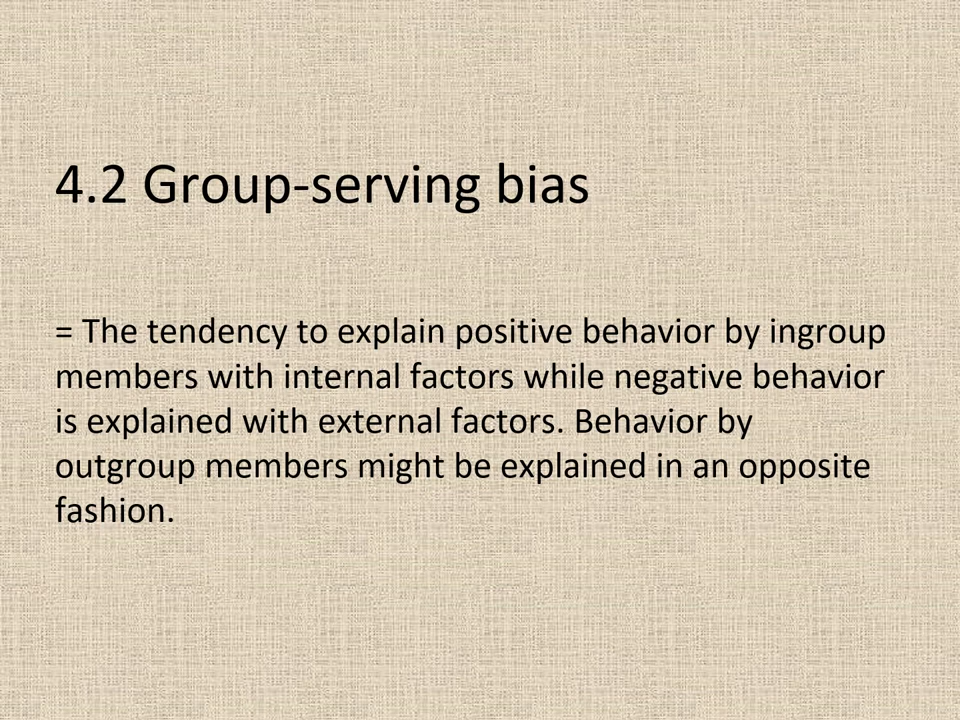 4.2 Group-serving bias
= The tendency to explain positive behavior by ingroup
members with internal factors while negative behavior
is explained with external factors. Behavior by
outgroup members might be explained in an opposite
fashion.